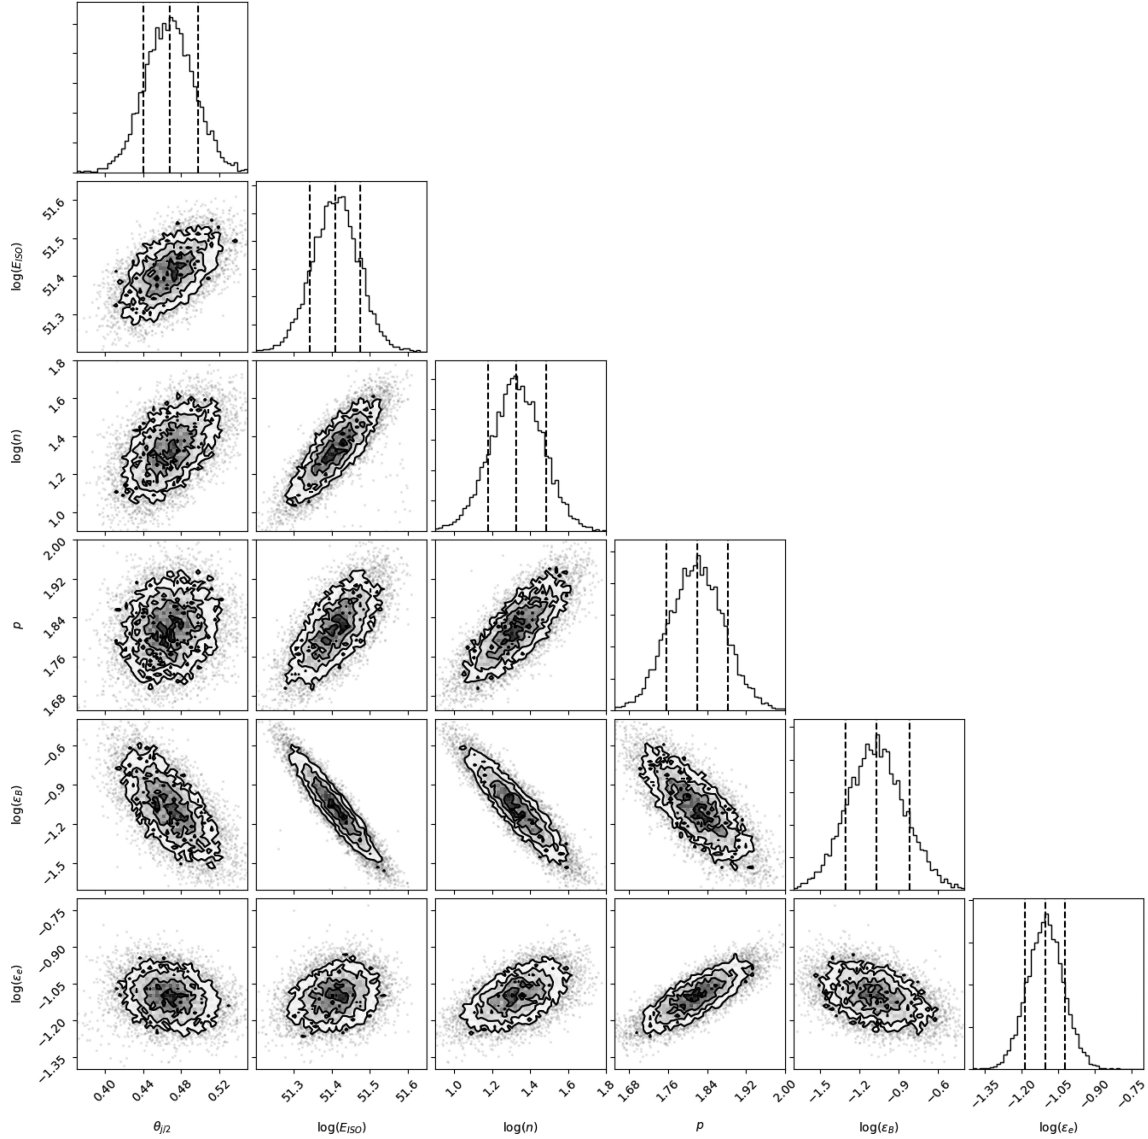 51.6
51.5
51.4
51.3
log(E_ISO)
1.8
1.6
1.4
1.2
1.0
log(n)
2.00
1.92
1.84
1.76
1.68
p
−0.6
−0.9
−1.2
−1.5
log(ε_B)
−0.75
−0.90
−1.05
−1.20
−1.35
log(ε_e)
0.40 0.44 0.48 0.52
51.3 51.4 51.5 51.6
1.0 1.2 1.4 1.6 1.8
1.68 1.76 1.84 1.92 2.00
−1.5 −1.2 −0.9 −0.6
−1.35 −1.20 −1.05 −0.90 −0.75
θ_j/2 log(E_ISO) log(n) p log(ε_B) log(ε_e)